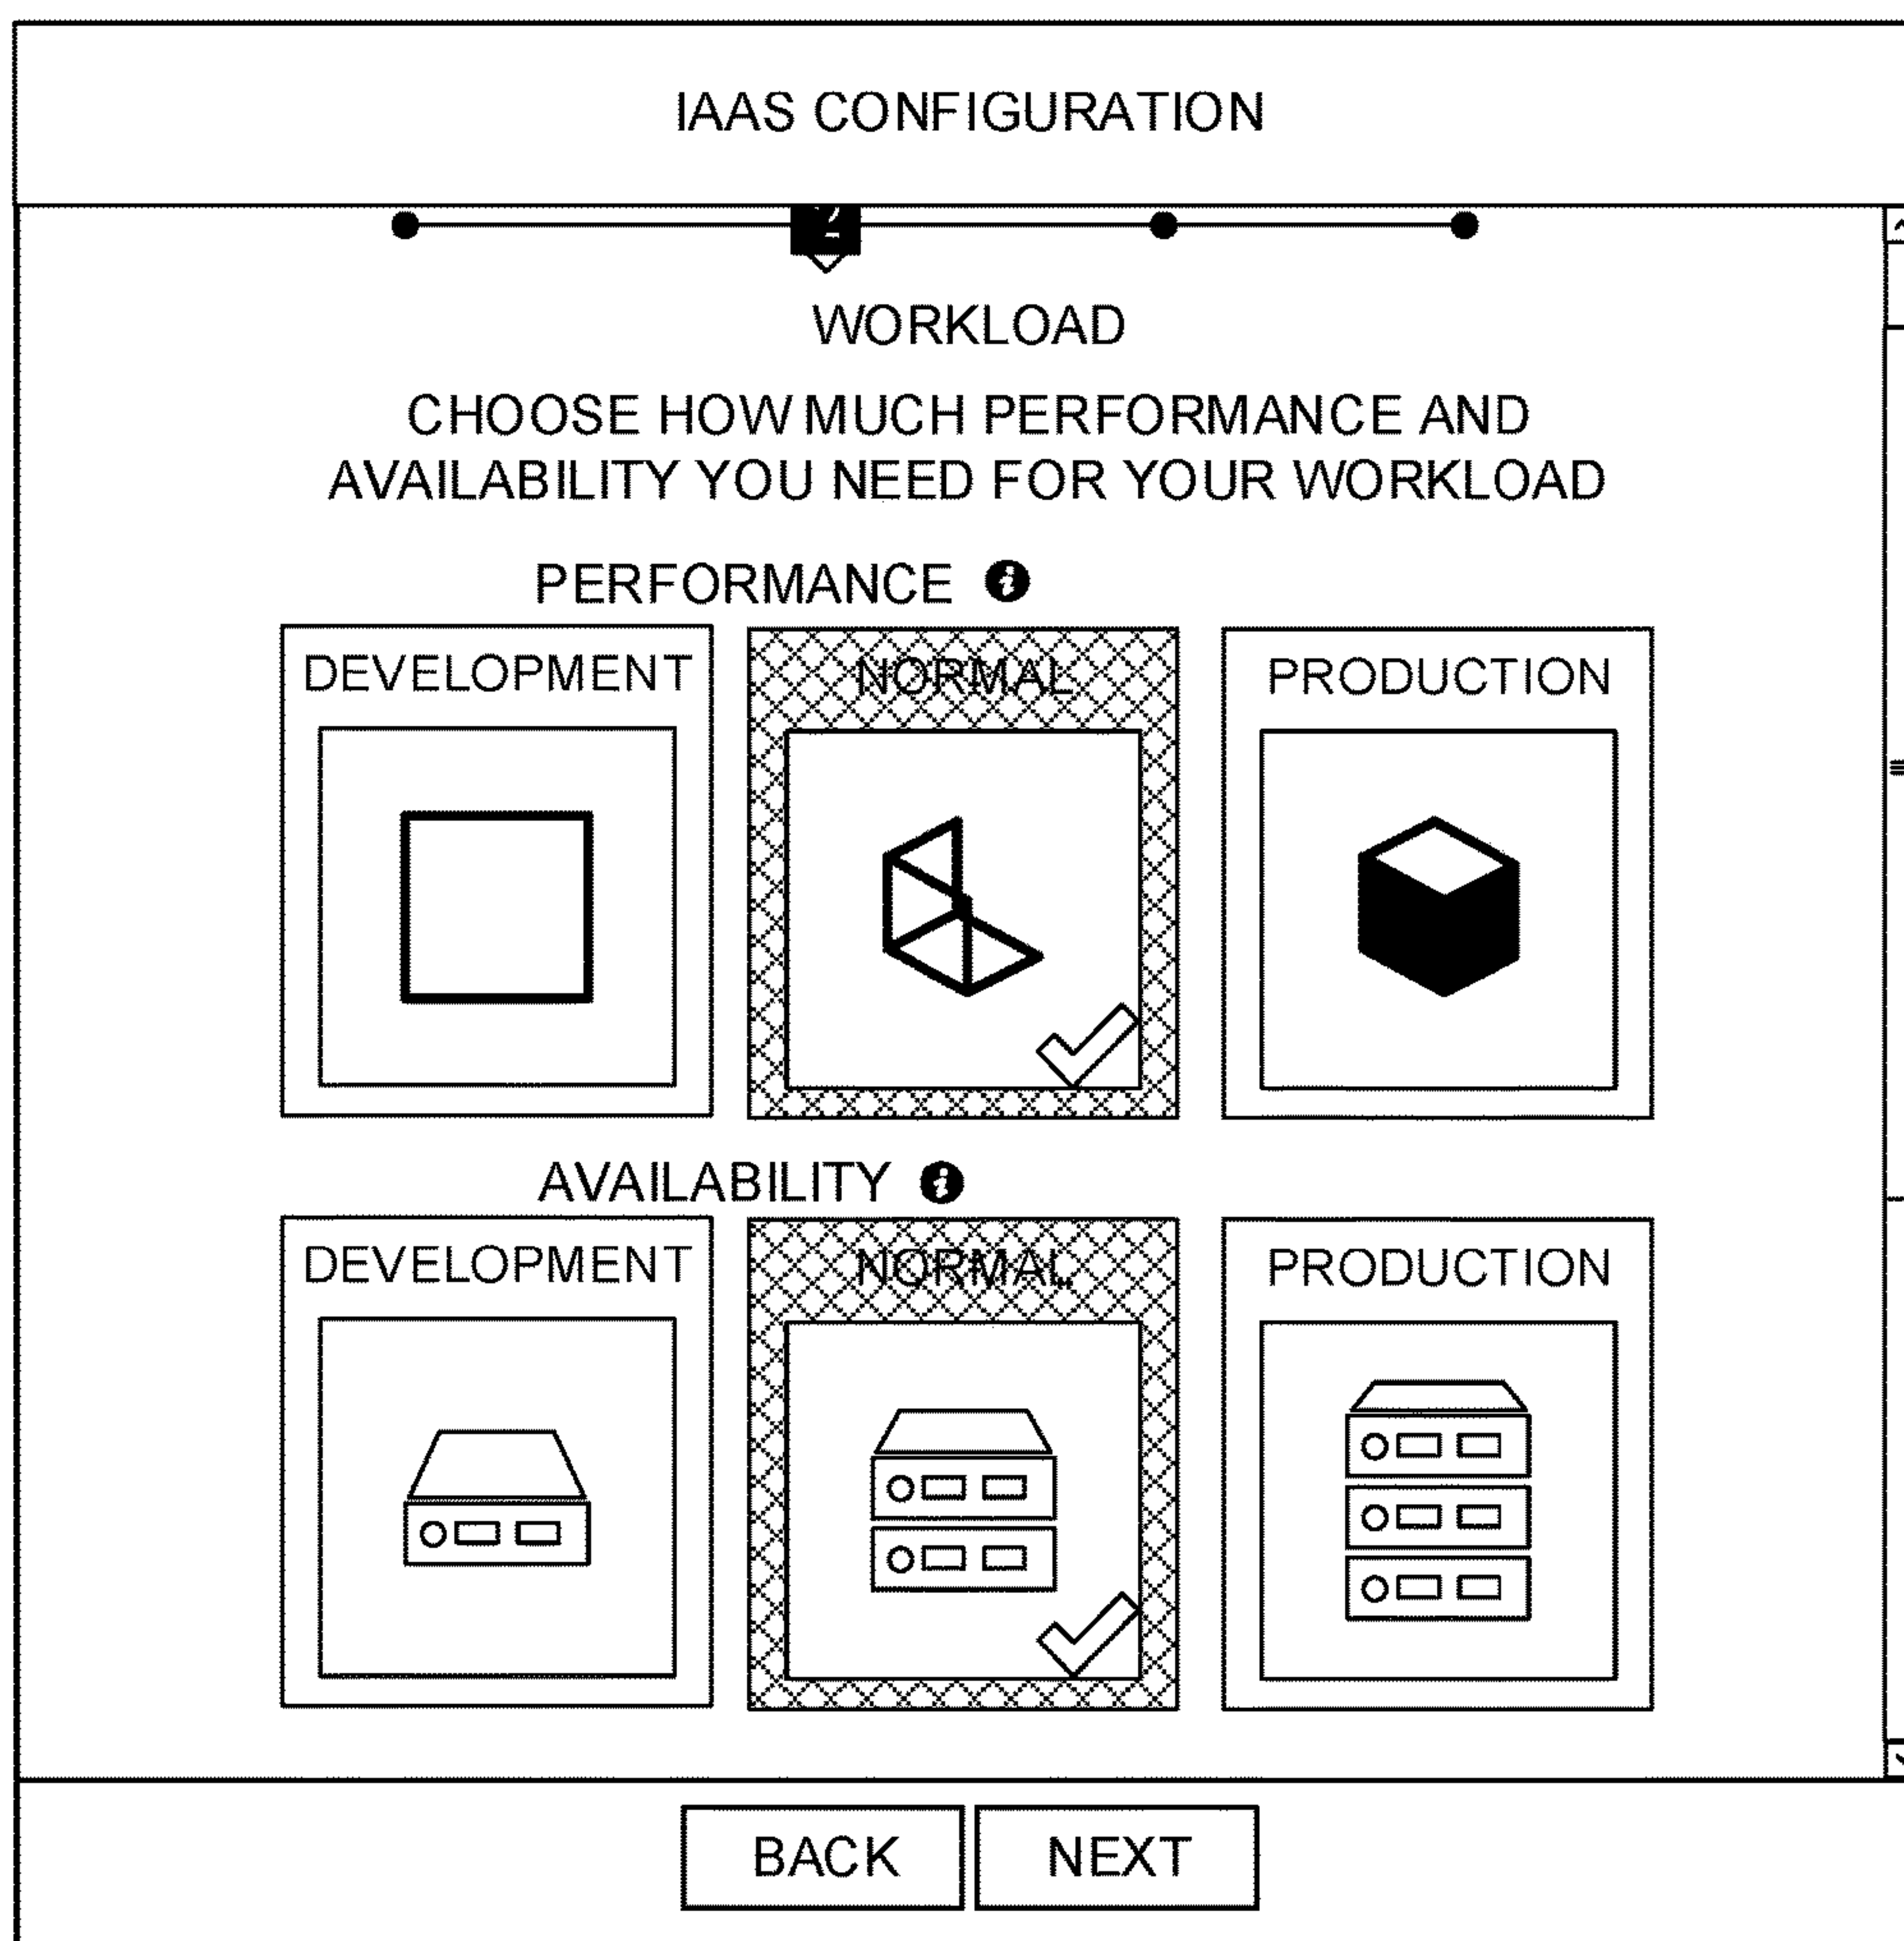 IAAS CONFIGURATION
2
WORKLOAD
CHOOSE HOW MUCH PERFORMANCE AND
AVAILABILITY YOU NEED FOR YOUR WORKLOAD
PERFORMANCE i
DEVELOPMENT NORMAL PRODUCTION
AVAILABILITY i
DEVELOPMENT NORMAL PRODUCTION
BACK NEXT